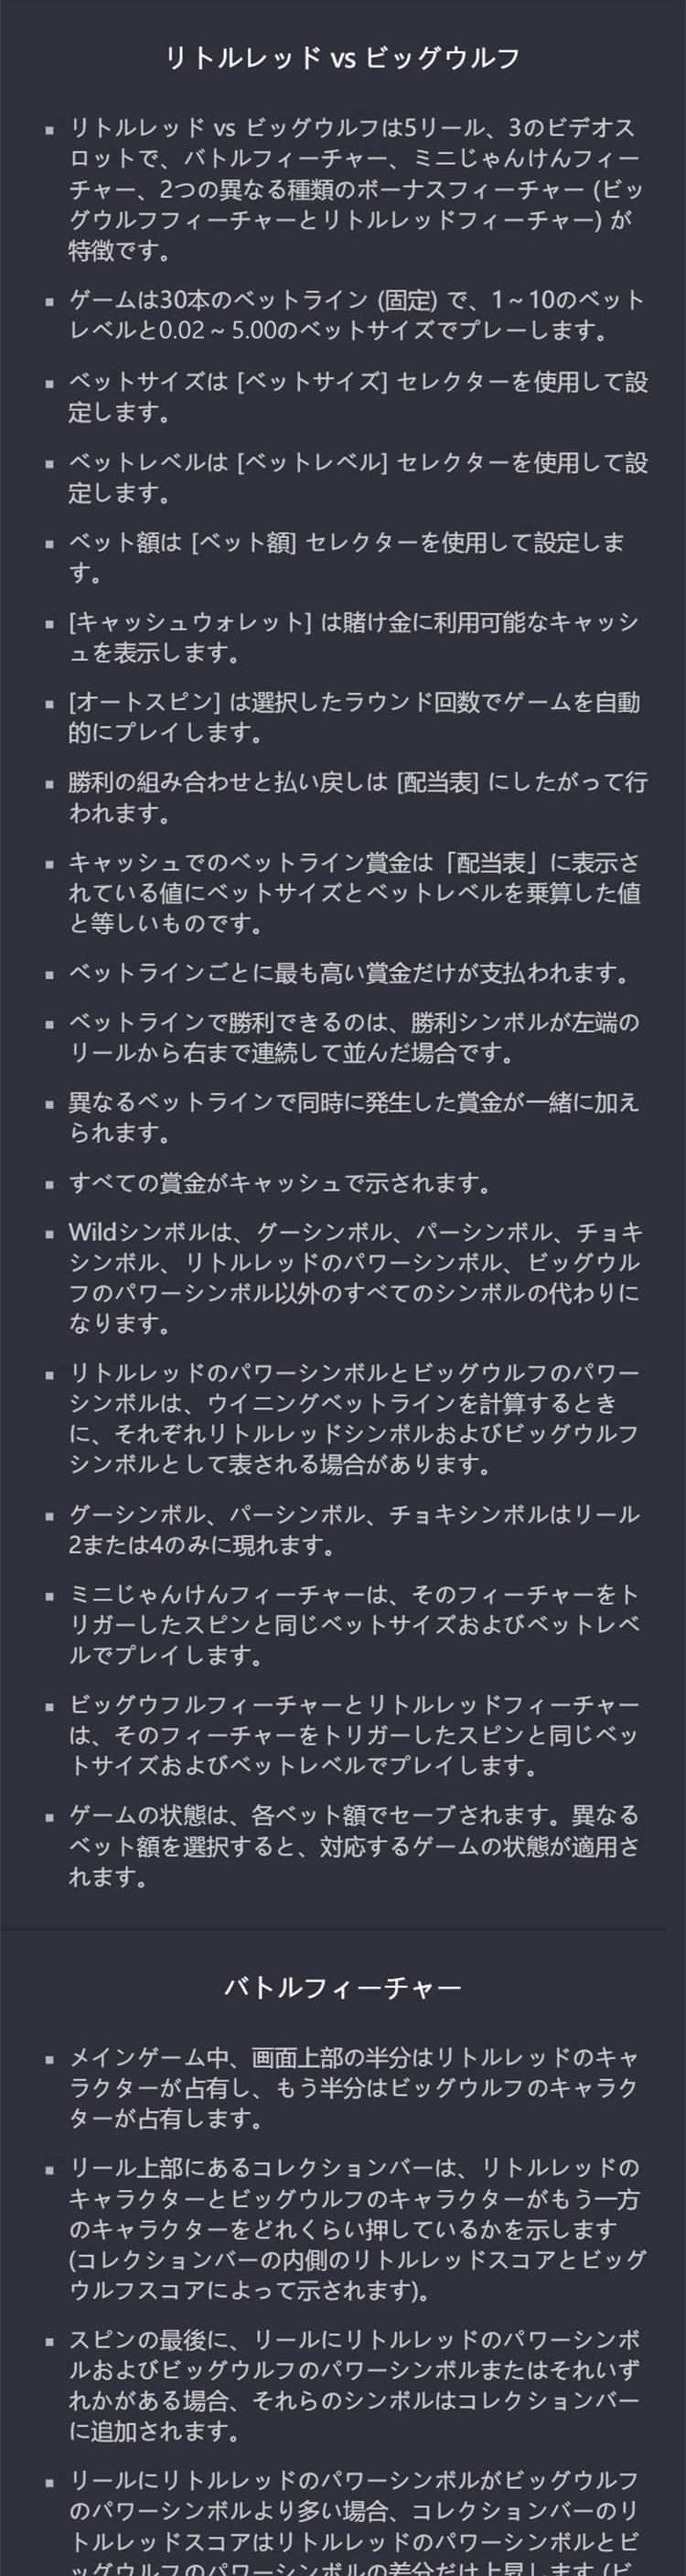 リトルレッド vs ビッグウルフ
▪ リトルレッド vs ビッグウルフは5リール、3のビデオス
ロットで、バトルフィーチャー、ミニじゃんけんフィー
チャー、2つの異なる種類のボーナスフィーチャー (ビッ
グウルフフィーチャーとリトルレッドフィーチャー) が
特徴です。
▪ ゲームは30本のベットライン (固定) で、1 ~ 10のベット
レベルと0.02 ~ 5.00のベットサイズでプレーします。
▪ ベットサイズは [ベットサイズ] セレクターを使用して設
定します。
▪ ベットレベルは [ベットレベル] セレクターを使用して設
定します。
▪ ベット額は [ベット額] セレクターを使用して設定しま
す。
▪ [キャッシュウォレット] は賭け金に利用可能なキャッシ
ュを表示します。
▪ [オートスピン] は選択したラウンド回数でゲームを自動
的にプレイします。
▪ 勝利の組み合わせと払い戻しは [配当表] にしたがって行
われます。
▪ キャッシュでのベットライン賞金は「配当表」に表示さ
れている値にベットサイズとベットレベルを乗算した値
と等しいものです。
▪ ベットラインごとに最も高い賞金だけが支払われます。
▪ ベットラインで勝利できるのは、勝利シンボルが左端の
リールから右まで連続して並んだ場合です。
▪ 異なるベットラインで同時に発生した賞金が一緒に加え
られます。
▪ すべての賞金がキャッシュで示されます。
▪ Wildシンボルは、グーシンボル、パーシンボル、チョキ
シンボル、リトルレッドのパワーシンボル、ビッグウル
フのパワーシンボル以外のすべてのシンボルの代わりに
なります。
▪ リトルレッドのパワーシンボルとビッグウルフのパワー
シンボルは、ウイニングベットラインを計算するとき
に、それぞれリトルレッドシンボルおよびビッグウルフ
シンボルとして表される場合があります。
▪ グーシンボル、パーシンボル、チョキシンボルはリール
2または4のみに現れます。
▪ ミニじゃんけんフィーチャーは、そのフィーチャーをト
リガーしたスピンと同じベットサイズおよびベットレベ
ルでプレイします。
▪ ビッグウフルフィーチャーとリトルレッドフィーチャー
は、そのフィーチャーをトリガーしたスピンと同じベッ
トサイズおよびベットレベルでプレイします。
▪ ゲームの状態は、各ベット額でセーブされます。異なる
ベット額を選択すると、対応するゲームの状態が適用さ
れます。
バトルフィーチャー
▪ メインゲーム中、画面上部の半分はリトルレッドのキャ
ラクターが占有し、もう半分はビッグウルフのキャラク
ターが占有します。
▪ リール上部にあるコレクションバーは、リトルレッドの
キャラクターとビッグウルフのキャラクターがもう一方
のキャラクターをどれくらい押しているかを示します
(コレクションバーの内側のリトルレッドスコアとビッグ
ウルフスコアによって示されます)。
▪ スピンの最後に、リールにリトルレッドのパワーシンボ
ルおよびビッグウルフのパワーシンボルまたはそれいず
れかがある場合、それらのシンボルはコレクションバー
に追加されます。
▪ リールにリトルレッドのパワーシンボルがビッグウルフ
のパワーシンボルより多い場合、コレクションバーのリ
トルレッドスコアはリトルレッドのパワーシンボルとビ
ッグウルフのパワーシンボルの差分だけ上昇します (ビ